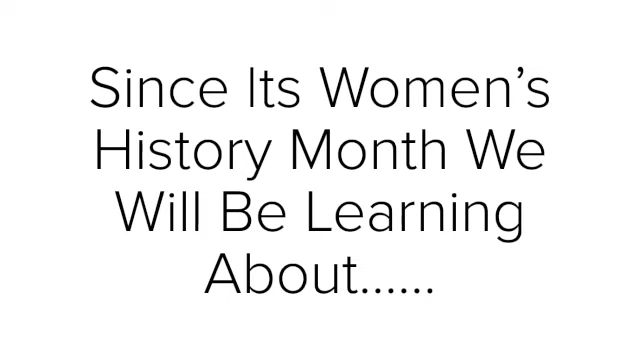 Since Its Women’s
History Month We
Will Be Learning
About......